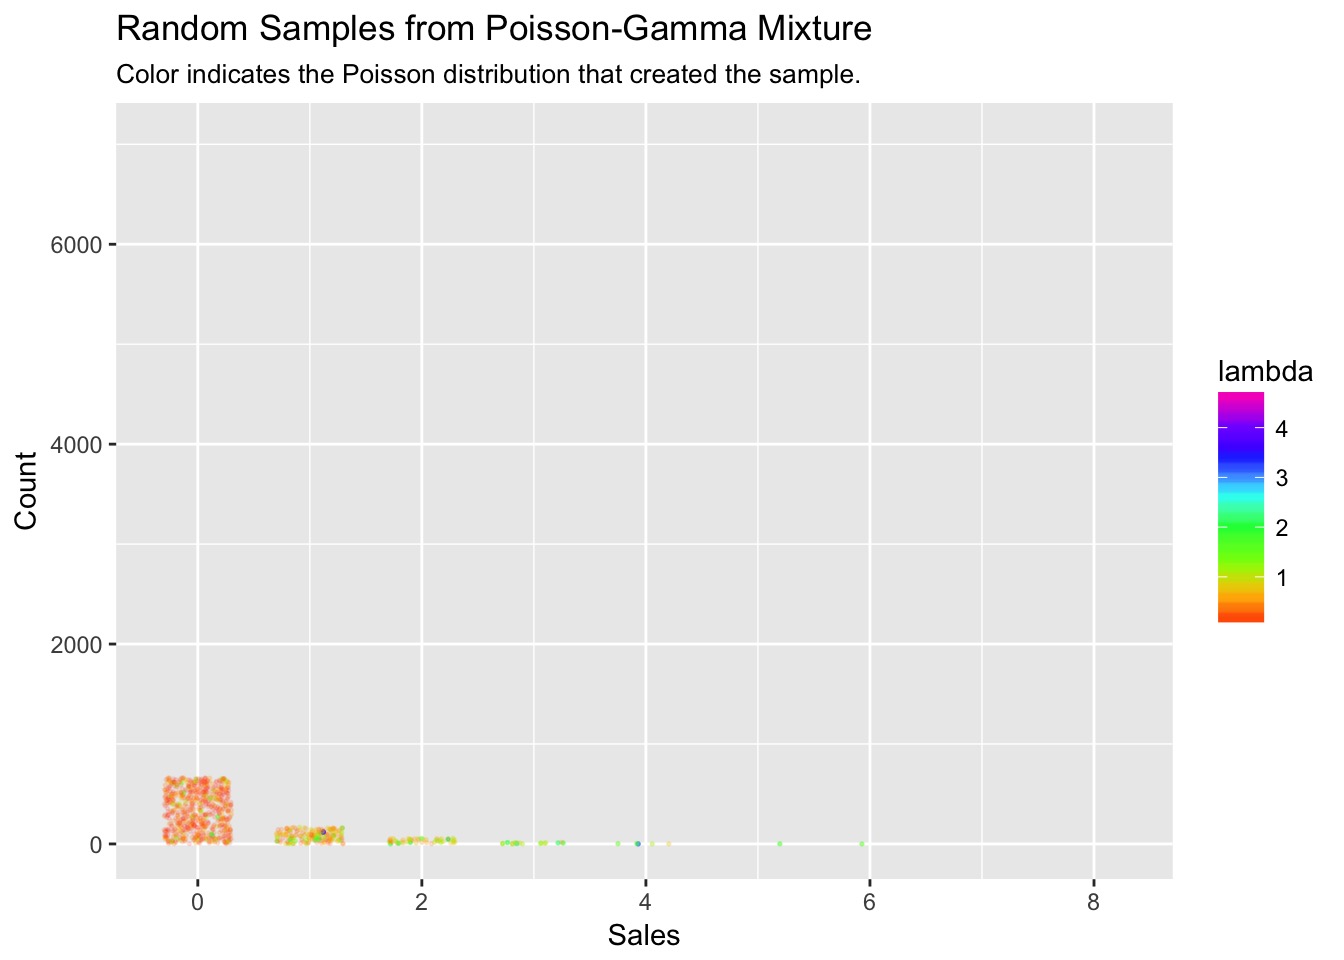 Random Samples from Poisson-Gamma Mixture
Color indicates the Poisson distribution that created the sample.
6000
4000
2000
0
Count
0 2 4 6 8
Sales
lambda
4
3
2
1